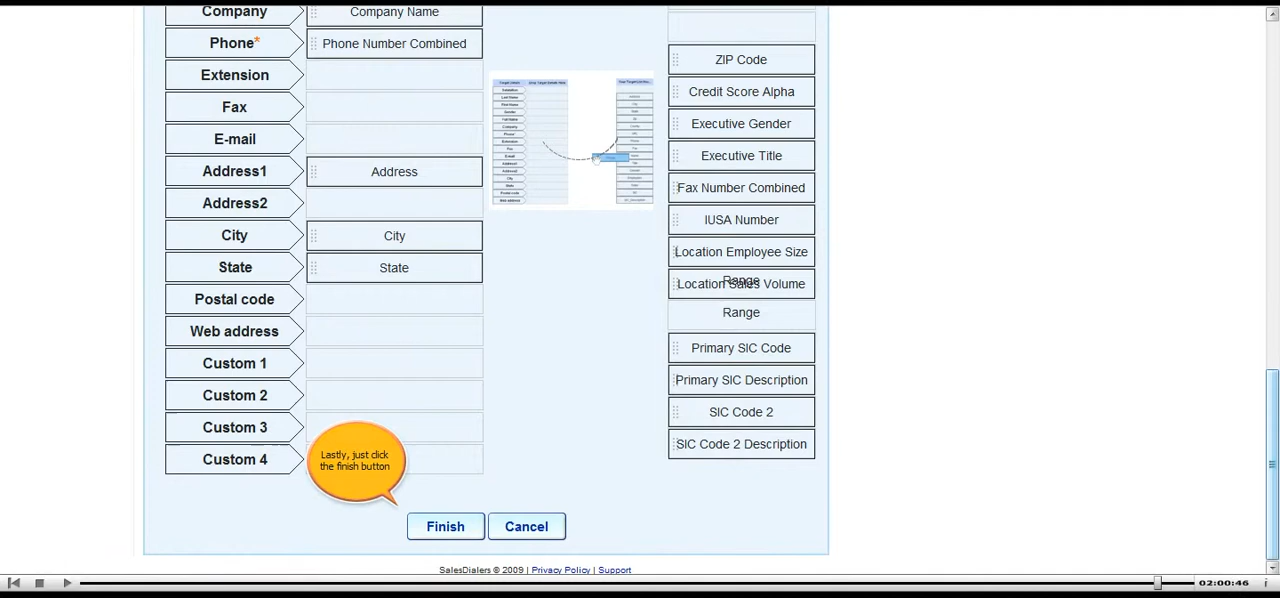 Company
Company Name
Phone*
Phone Number Combined
Extension
Fax
E-mail
Address1
Address
Address2
City
City
State
State
Postal code
Web address
Custom 1
Custom 2
Custom 3
Custom 4
ZIP Code
Credit Score Alpha
Executive Gender
Executive Title
Fax Number Combined
IUSA Number
Location Employee Size
Range
Location Sales Volume
Range
Primary SIC Code
Primary SIC Description
SIC Code 2
SIC Code 2 Description
Lastly, just click
the finish button
Finish
Cancel
SalesDialers © 2009 | Privacy Policy | Support
02:00:46